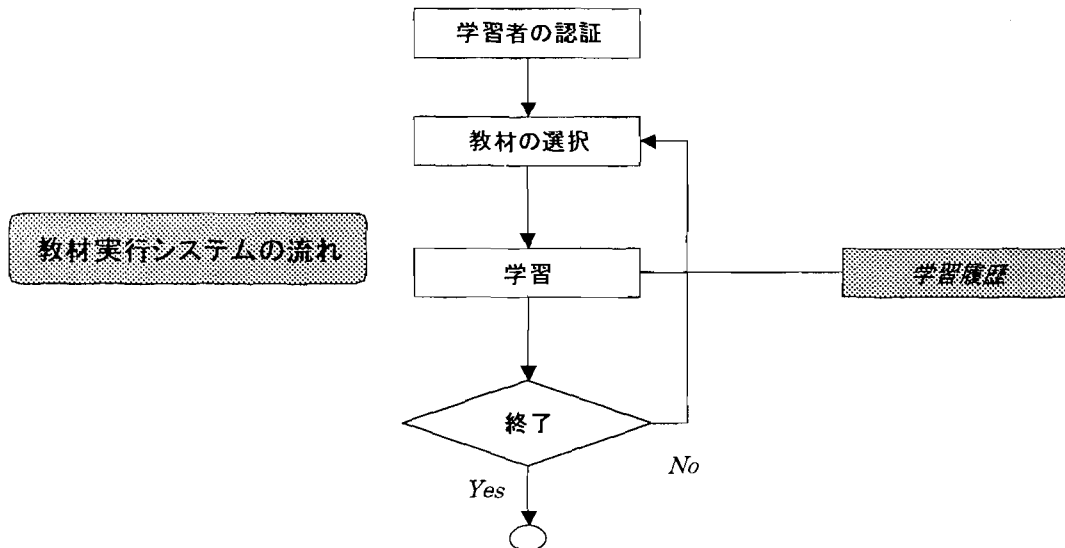 学習者の認証
教材の選択
教材実行システムの流れ
学習
学習履歴
終了
No
Yes